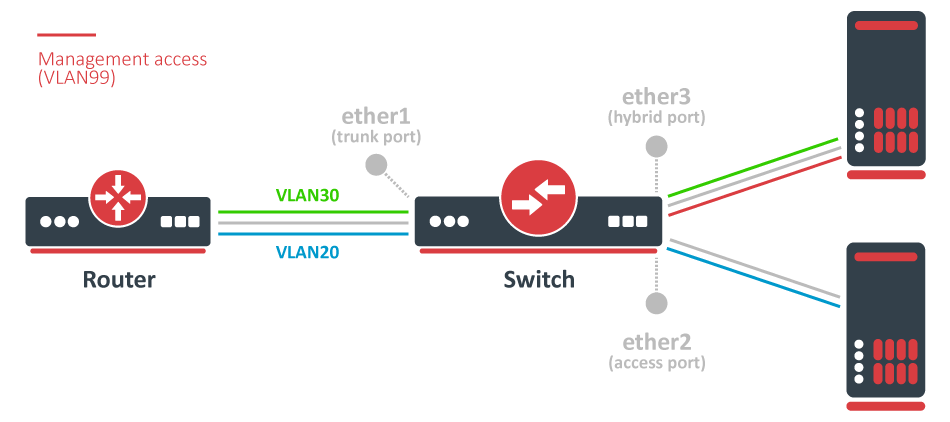 Management access
(VLAN99)
ether1
(trunk port)
ether3
(hybrid port)
VLAN30
VLAN20
Router
Switch
ether2
(access port)